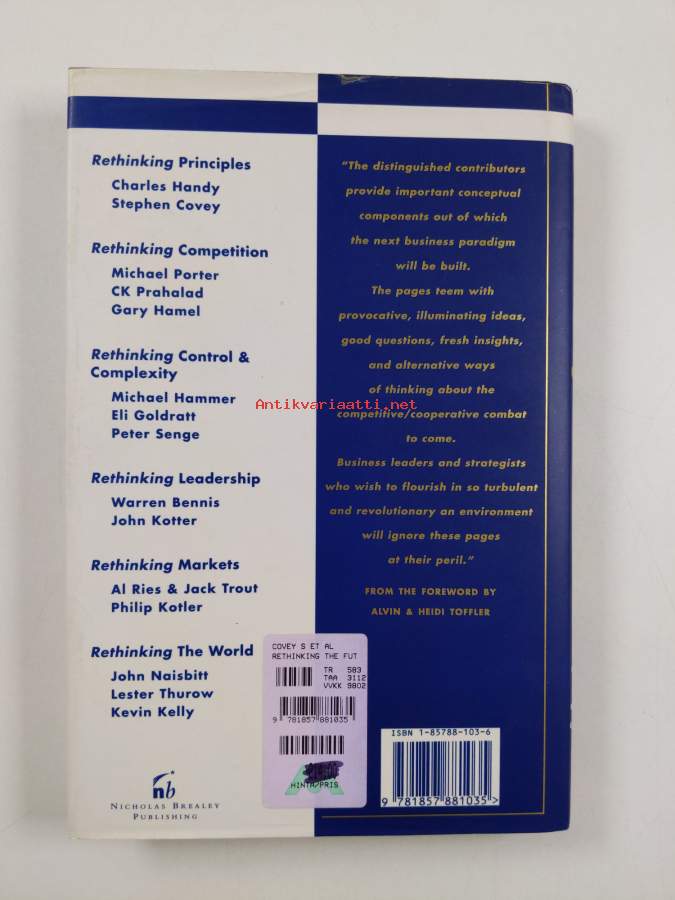 Rethinking Principles
Charles Handy
Stephen Covey
Rethinking Competition
Michael Porter
CK Prahalad
Gary Hamel
Rethinking Control &
Complexity
Michael Hammer
Eli Goldratt
Peter Senge
Rethinking Leadership
Warren Bennis
John Kotter
Rethinking Markets
Al Ries & Jack Trout
Philip Kotler
Rethinking The World
John Naisbitt
Lester Thurow
Kevin Kelly
nb
NICHOLAS BREALEY
PUBLISHING
"The distinguished contributors
provide important conceptual
components out of which
the next business paradigm
will be built.
The pages teem with
provocative, illuminating ideas,
good questions, fresh insights,
and alternative ways
of thinking about the
Antikvariaatti.net
competitive/cooperative combat
to come.
Business leaders and strategists
who wish to flourish in so turbulent
and revolutionary an environment
will ignore these pages
at their peril."
FROM THE FOREWORD BY
ALVIN & HEIDI TOFFLER
COVEY S ET AL
RETHINKING THE FUT
TR 583
TAA 3112
VVKK 9802
9 781857 881035
HINTA/PRIS
ISBN 1-85788-103-6
9 781857 881035>